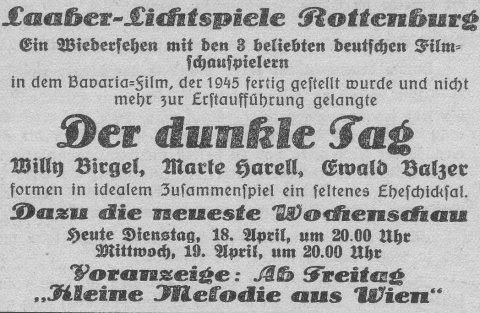 Laaber-Lichtspiele Rottenburg
Ein Wiedersehen mit den 3 beliebten deutschen Film-
schauspielern
in dem Bavaria-Film, der 1945 fertig gestellt wurde und nicht
mehr zur Erstaufführung gelangte
Der dunkle Tag
Willy Birgel, Marte Harell, Ewald Balzer
formen in idealem Zusammenspiel ein seltenes Eheschicksal.
Dazu die neueste Wochenschau
Heute Dienstag, 18. April, um 20.00 Uhr
Mittwoch, 19. April, um 20.00 Uhr
Voranzeige: Ab Freitag
„Kleine Melodie aus Wien“